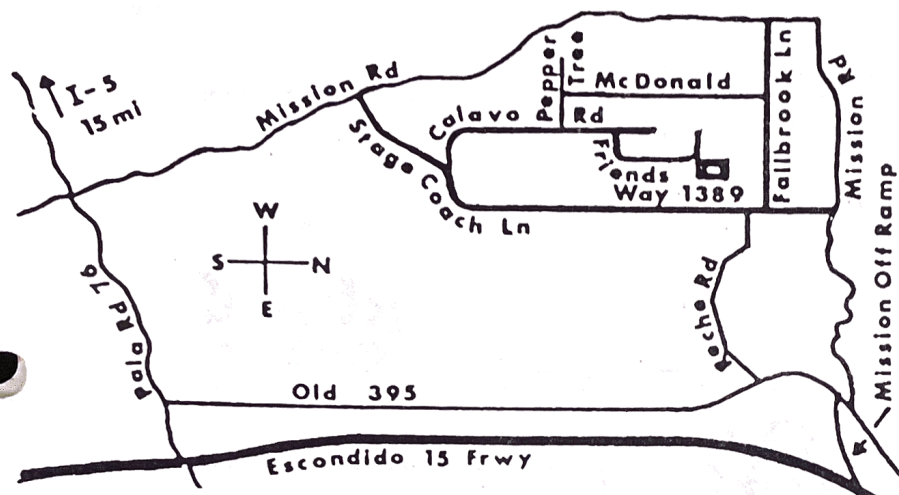 I-5
15 mi
Mission Rd
Pepper
Tree
McDonald
Fallbrook Ln
Mission Rd
Calavo
Rd
Stage Coach Ln
Friends
Way 1389
W
S
N
E
Pala Rd 76
Reche Rd
Mission Off Ramp
Old 395
Escondido 15 Frwy